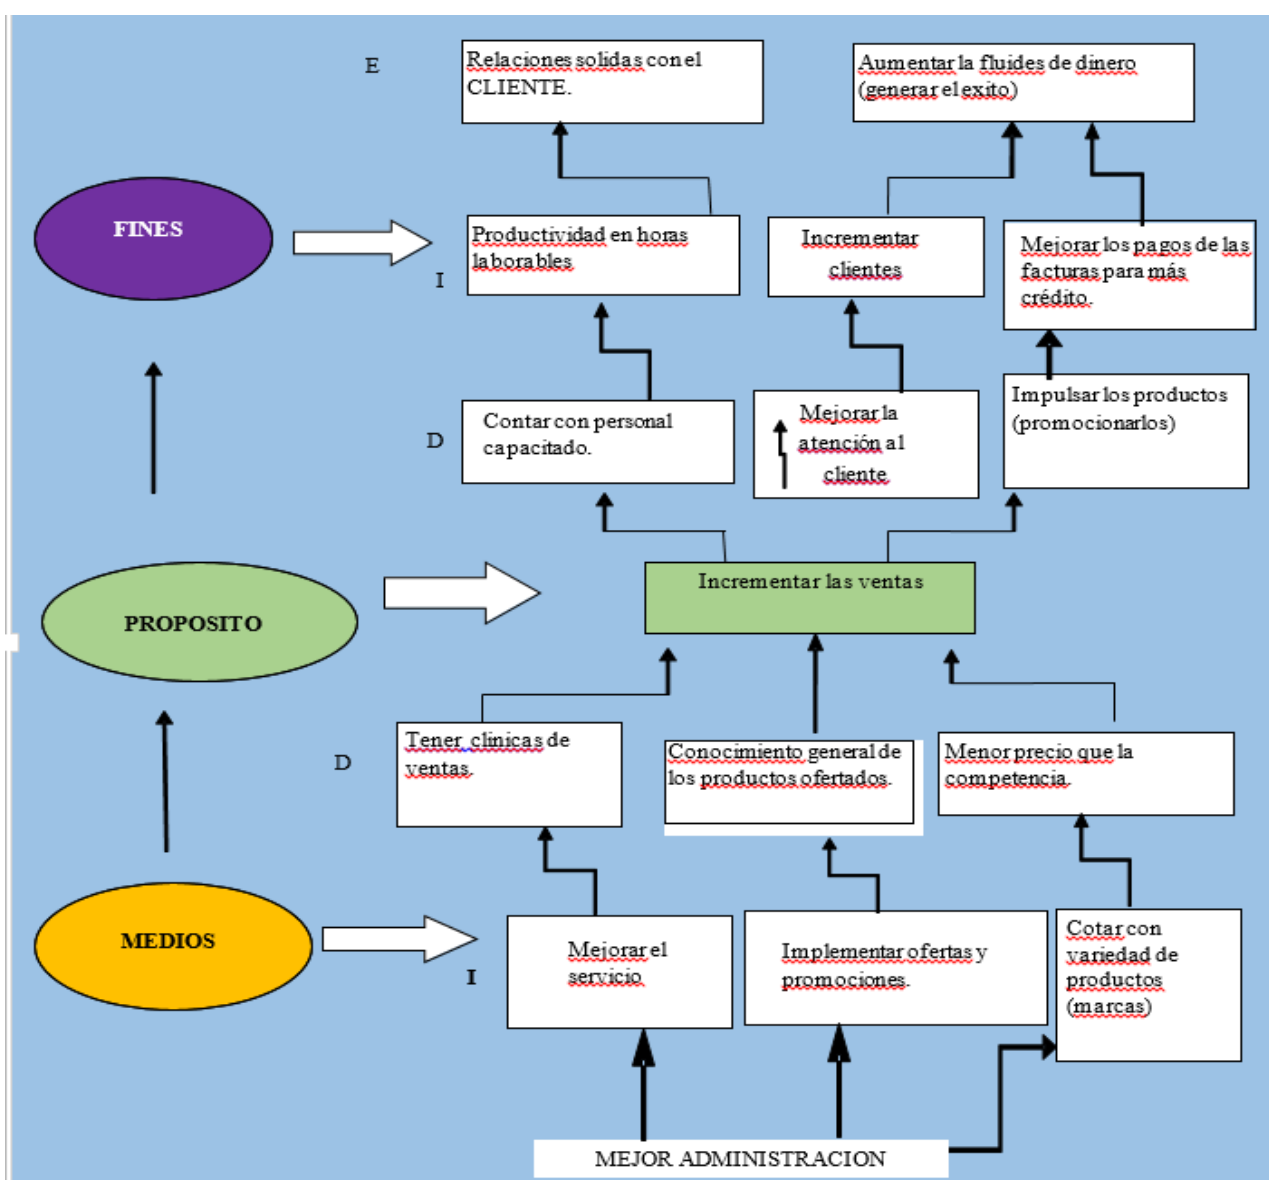 E
Relaciones solidas con el
CLIENTE.
Aumentar la fluides de dinero
(generar el exito)
FINES
I
Productividad en horas
laborables
Incrementar
clientes
Mejorar los pagos de las
facturas para más
crédito.
D
Contar con personal
capacitado.
Mejorar la
atención al
cliente
Impulsar los productos
(promocionarlos)
PROPOSITO
Incrementar las ventas
D
Tener clinicas de
ventas.
Conocimiento general de
los productos ofertados.
Menor precio que la
competencia.
MEDIOS
I
Mejorar el
servicio
Implementar ofertas y
promociones.
Cotar con
variedad de
productos
(marcas)
MEJOR ADMINISTRACION